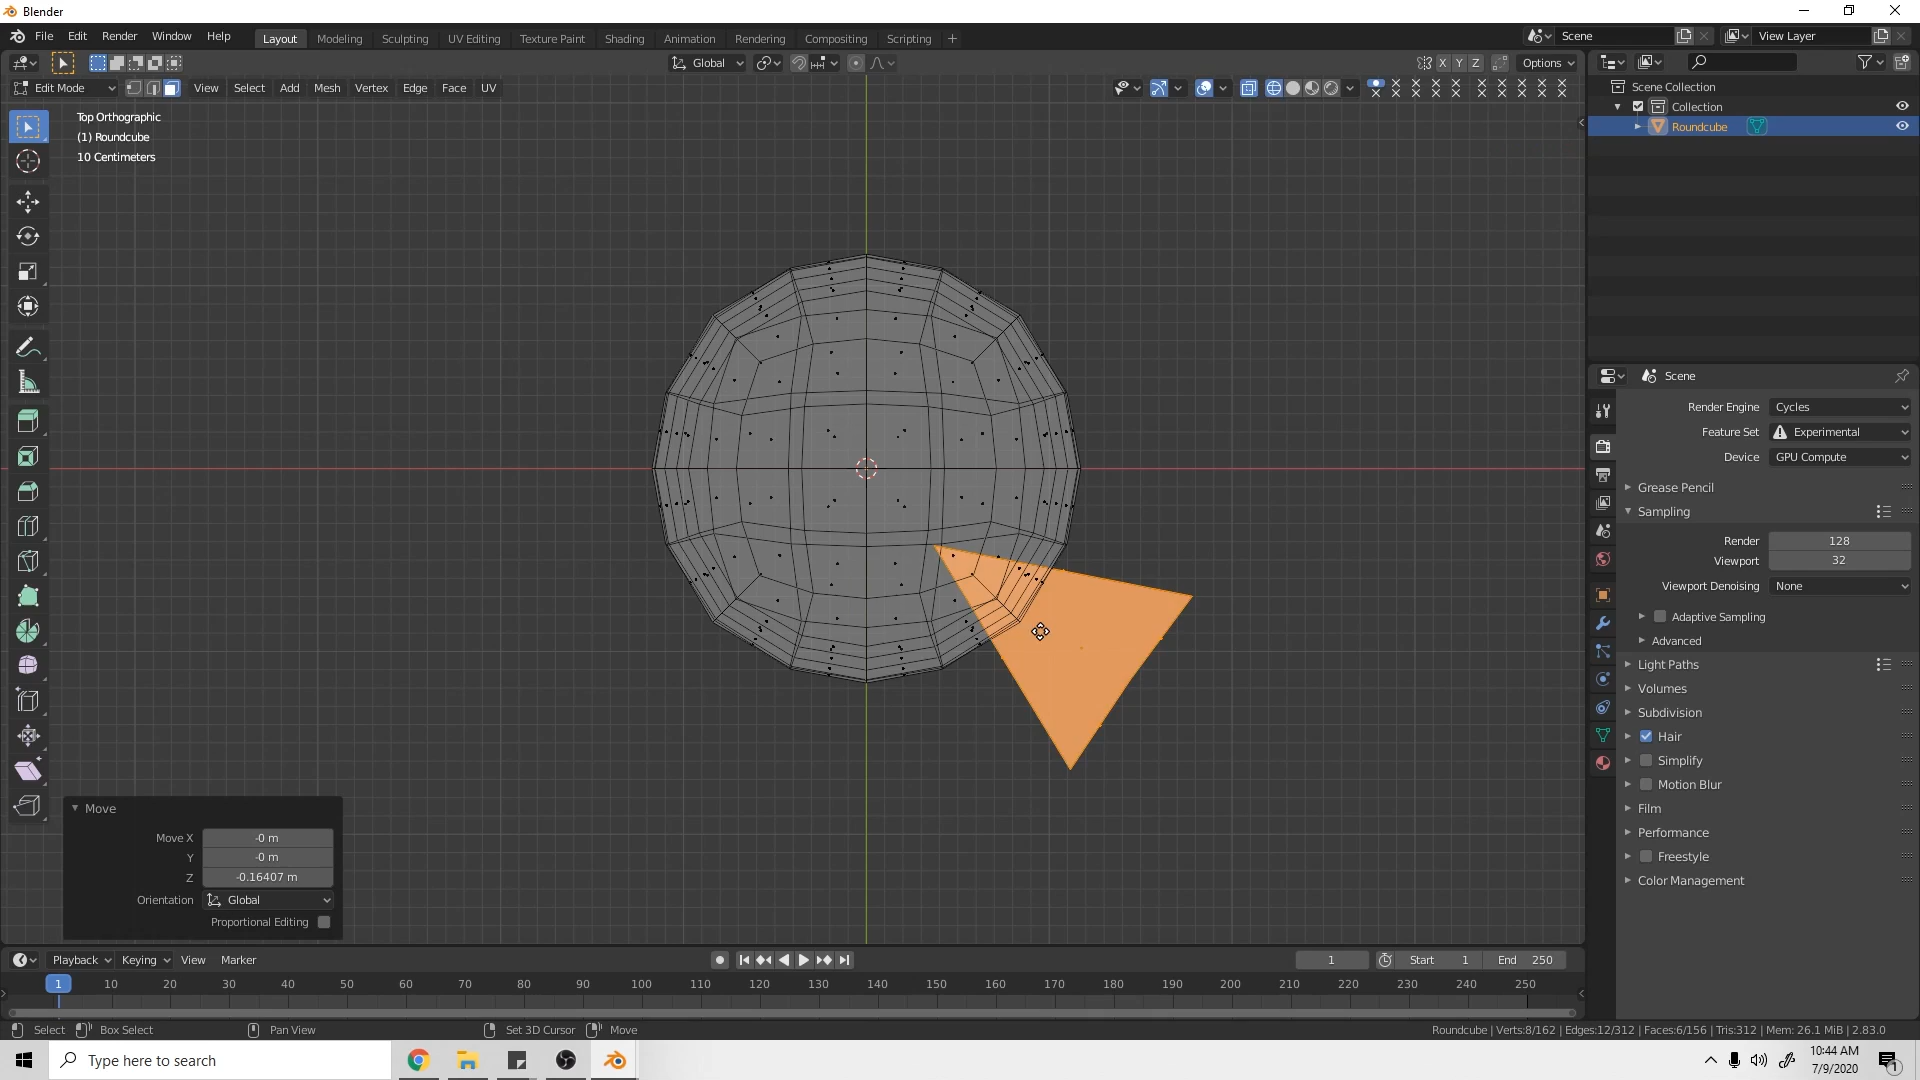 Blender
File Edit Render Window Help
Layout Modeling Sculpting UV Editing Texture Paint Shading Animation Rendering Compositing Scripting +
Scene View Layer
Global X Y Z Options
Edit Mode View Select Add Mesh Vertex Edge Face UV
Top Orthographic
(1) Roundcube
10 Centimeters
Scene Collection
Collection
Roundcube
Scene
Render Engine Cycles
Feature Set Experimental
Device GPU Compute
Grease Pencil
Sampling
Render 128
Viewport 32
Viewport Denoising None
Adaptive Sampling
Advanced
Light Paths
Volumes
Subdivision
Hair
Simplify
Motion Blur
Film
Performance
Freestyle
Color Management
Move
Move X -0 m
Y -0 m
Z -0.16407 m
Orientation Global
Proportional Editing
Playback Keying View Marker 1 Start 1 End 250
1 10 20 30 40 50 60 70 80 90 100 110 120 130 140 150 160 170 180 190 200 210 220 230 240 250
Select Box Select Pan View Set 3D Cursor Move Roundcube | Verts:8/162 | Edges:12/312 | Faces:6/156 | Tris:312 | Mem: 26.1 MiB | 2.83.0
Type here to search
10:44 AM
7/9/2020
1